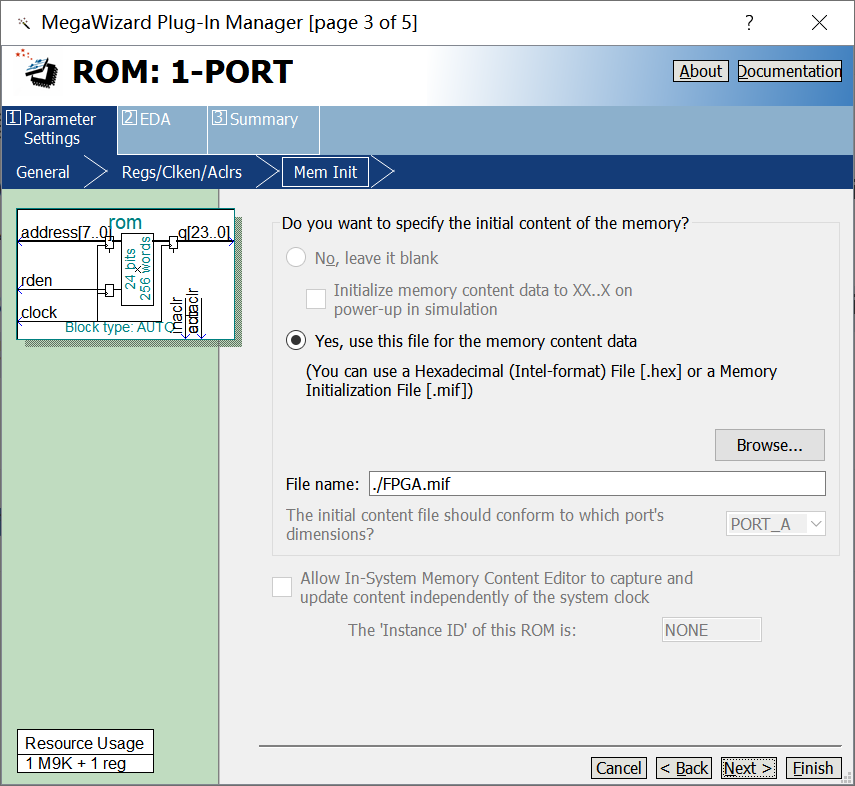 MegaWizard Plug-In Manager [page 3 of 5]
?
ROM: 1-PORT
About
Documentation
1 Parameter Settings
2 EDA
3 Summary
General
Regs/Clken/Aclrs
Mem Init
rom
address[7..0]
q[23..0]
24 bits
256 words
rden
clock
Block type: AUTO
Do you want to specify the initial content of the memory?
No, leave it blank
Initialize memory content data to XX..X on
power-up in simulation
Yes, use this file for the memory content data
(You can use a Hexadecimal (Intel-format) File [.hex] or a Memory
Initialization File [.mif])
Browse...
File name:
./FPGA.mif
The initial content file should conform to which port's
dimensions?
PORT_A
Allow In-System Memory Content Editor to capture and
update content independently of the system clock
The 'Instance ID' of this ROM is:
NONE
Resource Usage
1 M9K + 1 reg
Cancel
< Back
Next >
Finish